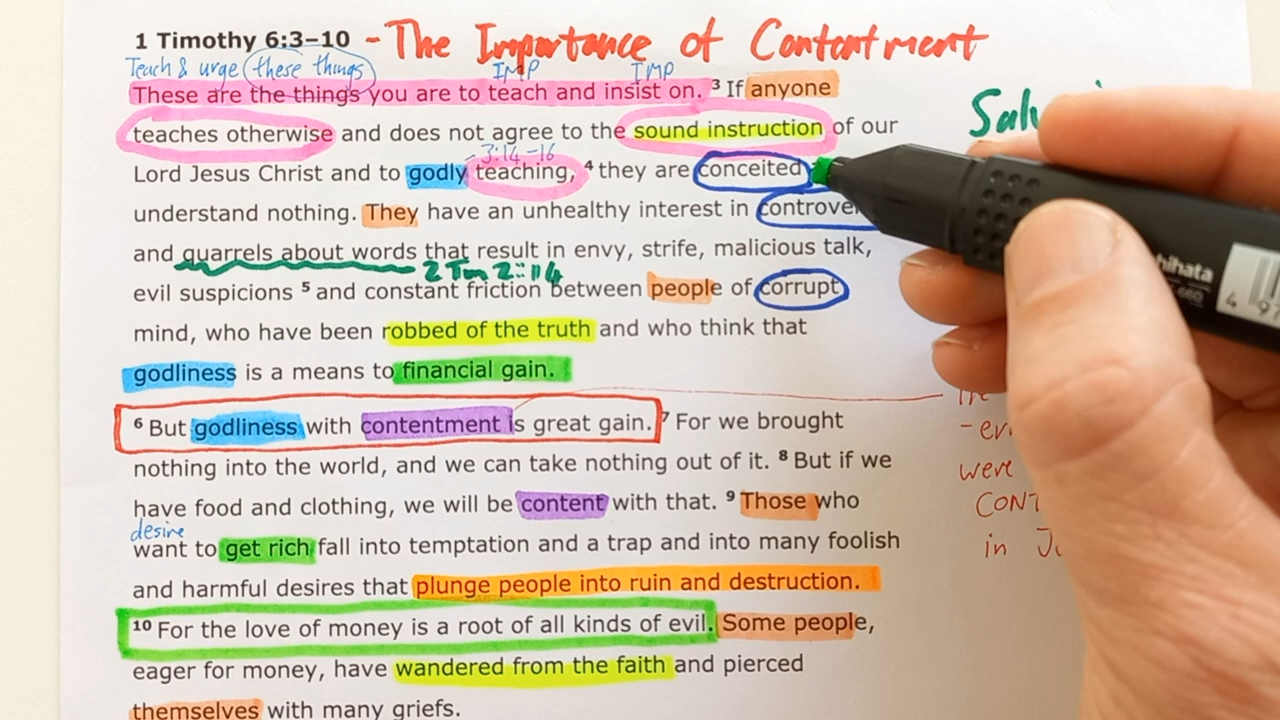 1 Timothy 6:3–10 - The Importance of Contentment
Teach & urge these things IMP IMP
These are the things you are to teach and insist on. 3 If anyone
teaches otherwise and does not agree to the sound instruction of our
3:14-16
Lord Jesus Christ and to godly teaching, 4 they are conceited
understand nothing. They have an unhealthy interest in
and quarrels about words that result in envy, strife, malicious talk,
2 Tm 2:14
evil suspicions 5 and constant friction between people of corrupt
mind, who have been robbed of the truth and who think that
godliness is a means to financial gain.
6 But godliness with contentment is great gain. 7 For we brought
nothing into the world, and we can take nothing out of it. 8 But if we
have food and clothing, we will be content with that. 9 Those who
desire
want to get rich fall into temptation and a trap and into many foolish
and harmful desires that plunge people into ruin and destruction.
10 For the love of money is a root of all kinds of evil. Some people,
eager for money, have wandered from the faith and pierced
themselves with many griefs.
were
in